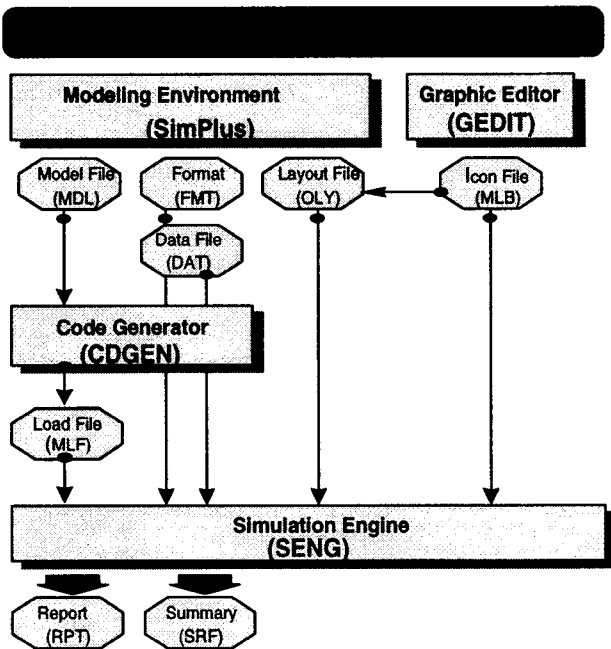 Modeling Environment
(SimPlus)
Graphic Editor
(GEDIT)
Model File
(MDL)
Format
(FMT)
Layout File
(OLY)
Icon File
(MLB)
Data File
(DAT)
Code Generator
(CDGEN)
Load File
(MLF)
Simulation Engine
(SENG)
Report
(RPT)
Summary
(SRF)